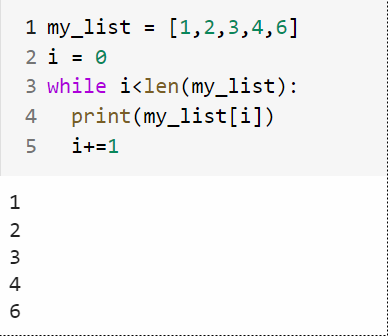 1 my_list = [1,2,3,4,6]
2 i = 0
3 while i<len(my_list):
4   print(my_list[i])
5   i+=1
1
2
3
4
6